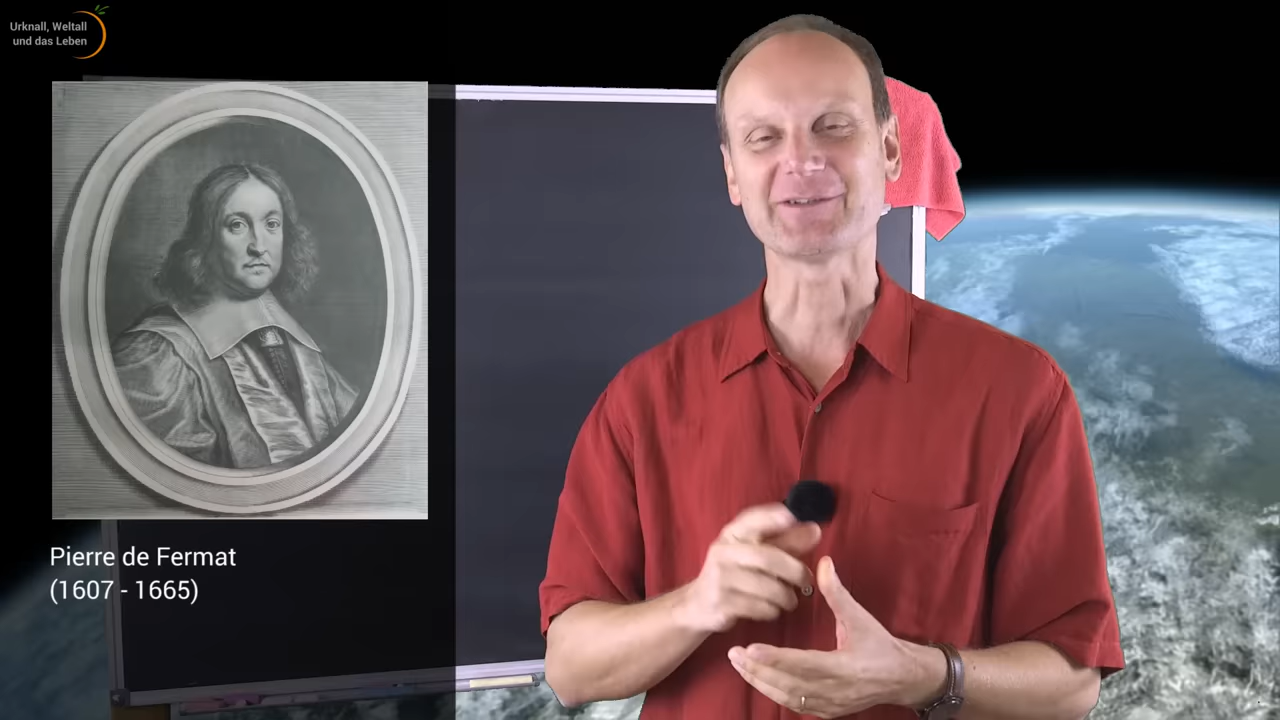 Urknall, Weltall
und das Leben
Pierre de Fermat
(1607 - 1665)